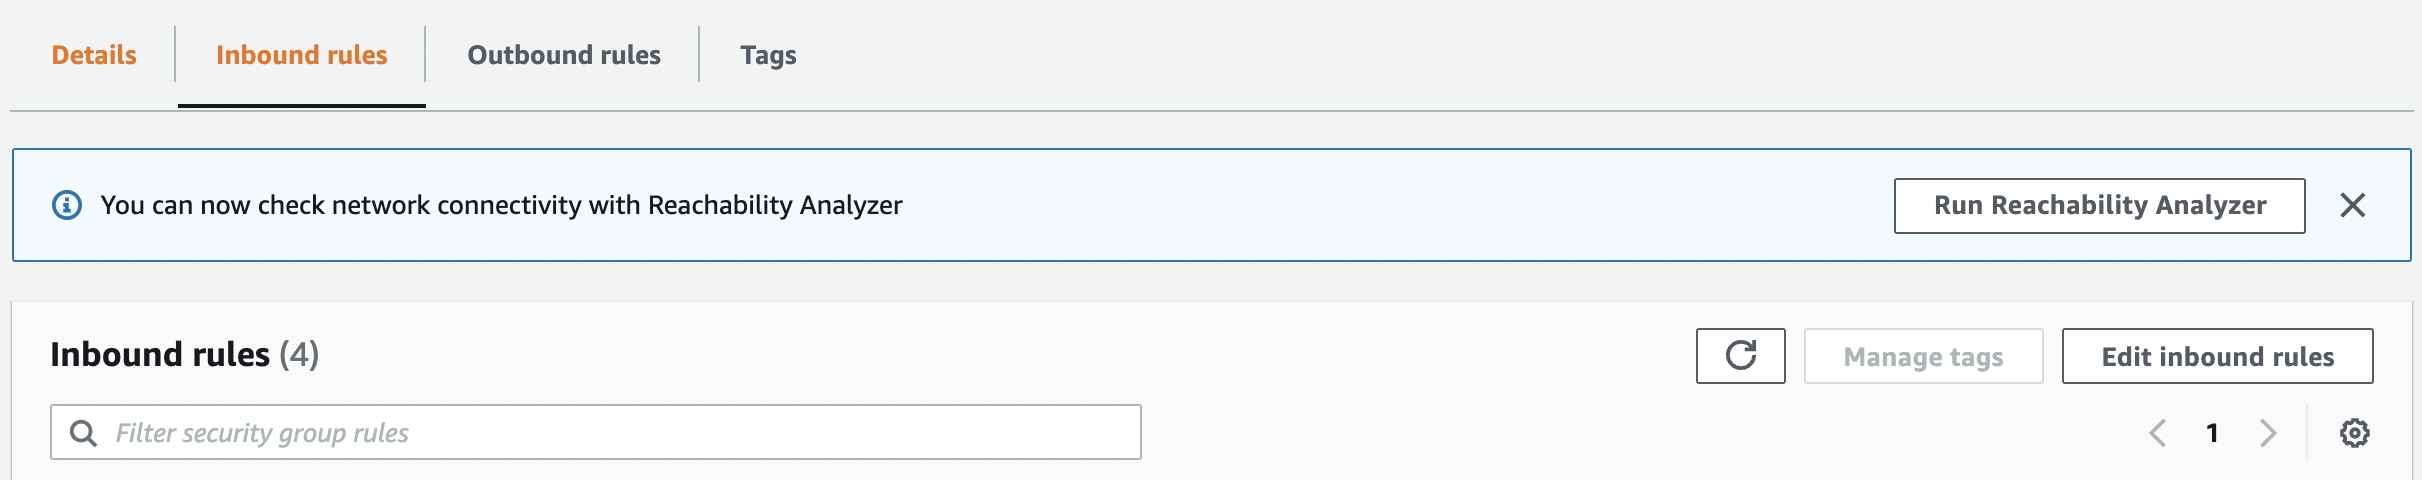 Details Inbound rules Outbound rules Tags
You can now check network connectivity with Reachability Analyzer Run Reachability Analyzer
Inbound rules (4) Manage tags Edit inbound rules
Filter security group rules 1